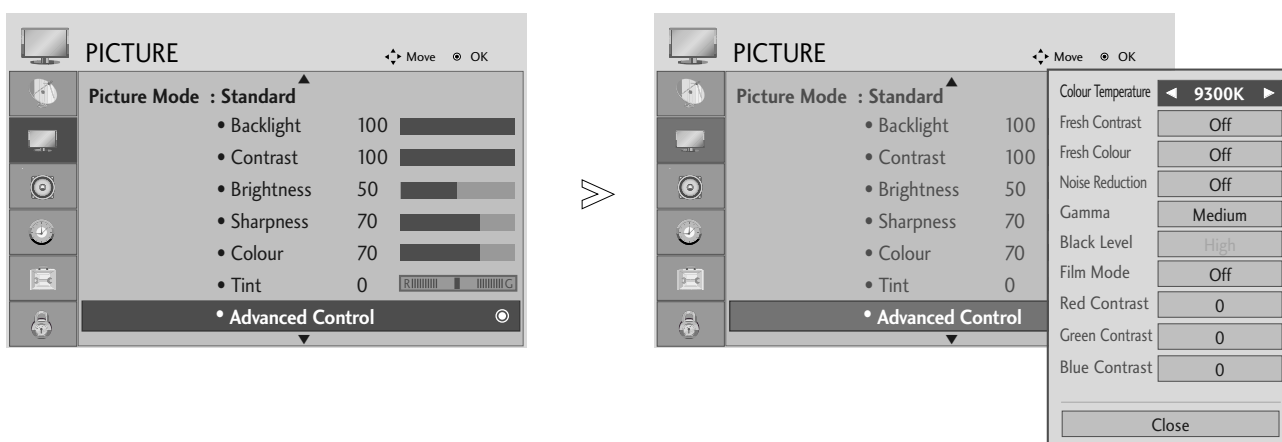 PICTURE
Move OK
Picture Mode : Standard
• Backlight 100
• Contrast 100
• Brightness 50
• Sharpness 70
• Colour 70
• Tint 0 R G
• Advanced Control
PICTURE
Move OK
Picture Mode : Standard
• Backlight 100
• Contrast 100
• Brightness 50
• Sharpness 70
• Colour 70
• Tint 0
• Advanced Control
Colour Temperature ◄ 9300K ►
Fresh Contrast Off
Fresh Colour Off
Noise Reduction Off
Gamma Medium
Black Level High
Film Mode Off
Red Contrast 0
Green Contrast 0
Blue Contrast 0
Close